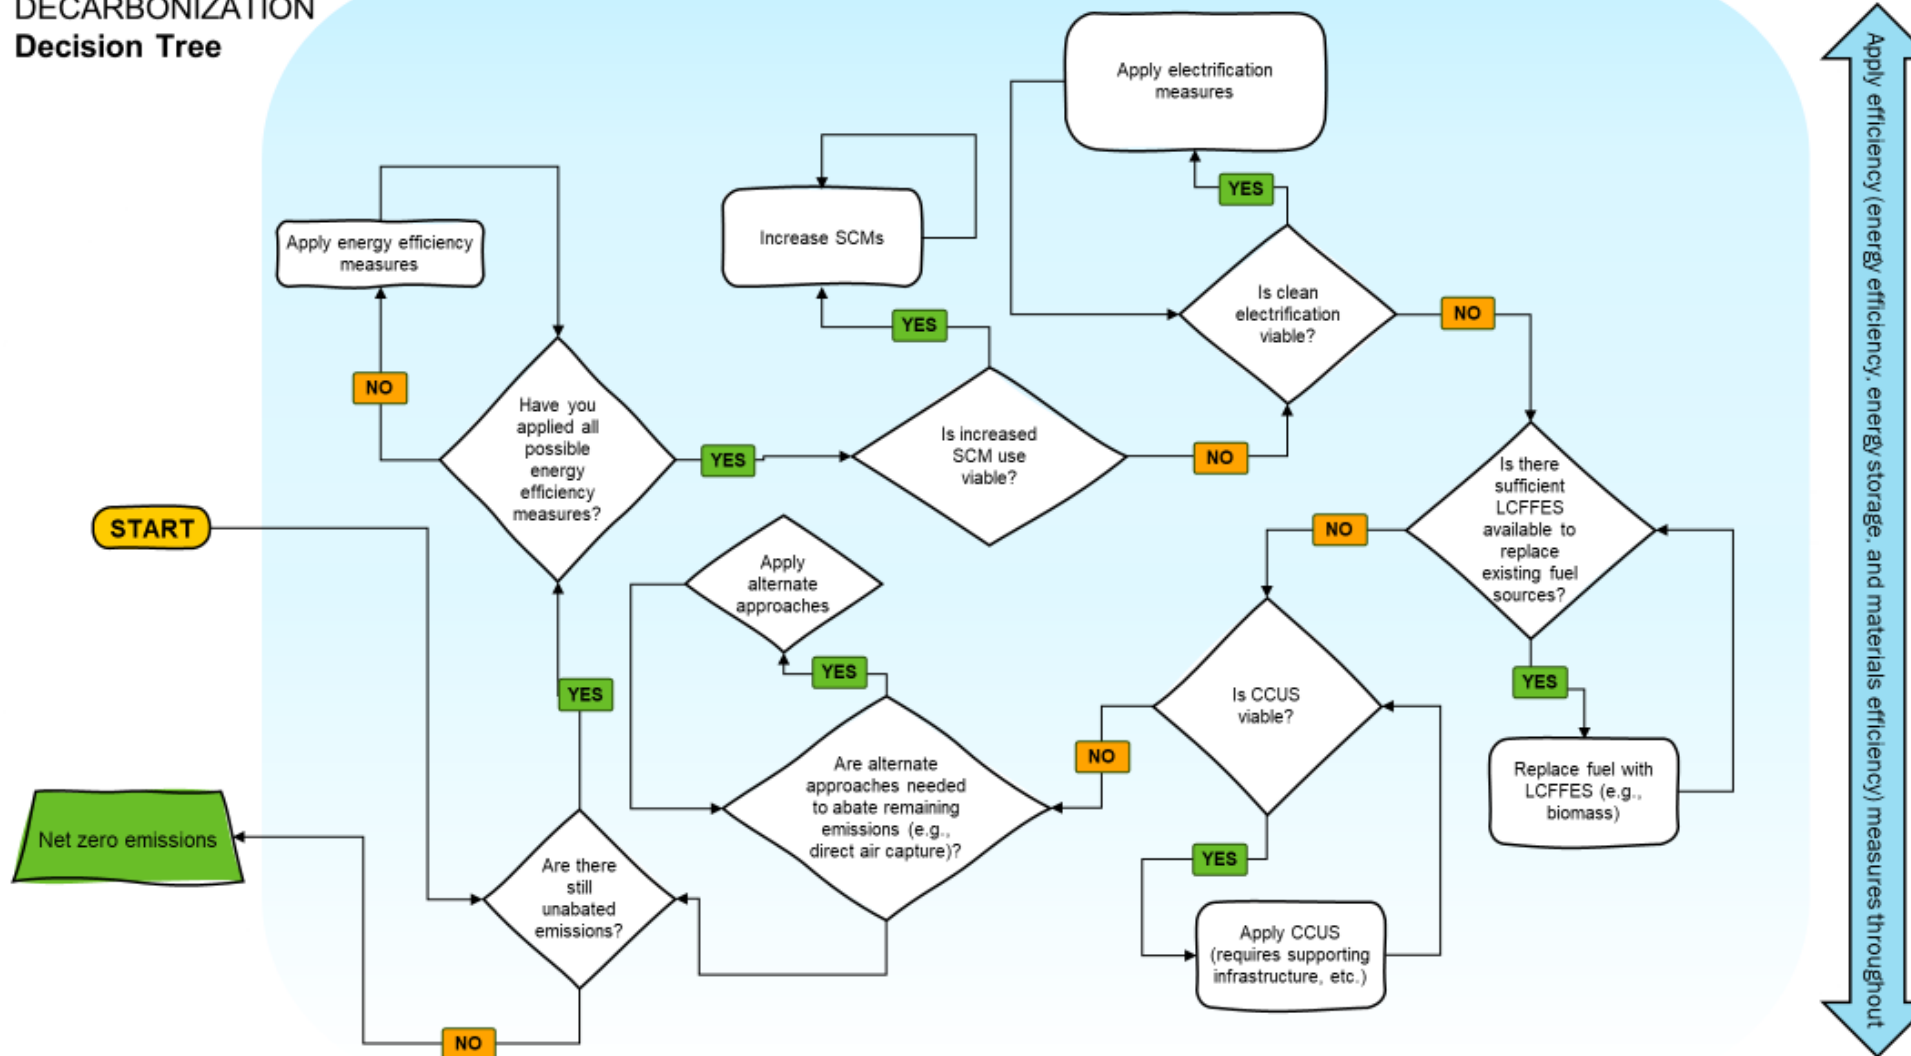 DECARBONIZATION
Decision Tree
Apply electrification
measures
YES
Increase SCMs
Apply energy efficiency
measures
Is clean
electrification
viable?
NO
YES
NO
Have you
applied all
possible
energy
efficiency
measures?
YES
Is increased
SCM use
viable?
NO
Is there
sufficient
LCFFES
available to
replace
existing fuel
sources?
NO
START
Apply
alternate
approaches
YES
YES
YES
Is CCUS
viable?
NO
Replace fuel with
LCFFES (e.g.,
biomass)
Are alternate
approaches needed
to abate remaining
emissions (e.g.,
direct air capture)?
Net zero emissions
Are there
still
unabated
emissions?
YES
Apply CCUS
(requires supporting
infrastructure, etc.)
NO
Apply efficiency (energy efficiency, energy storage, and materials efficiency) measures throughout